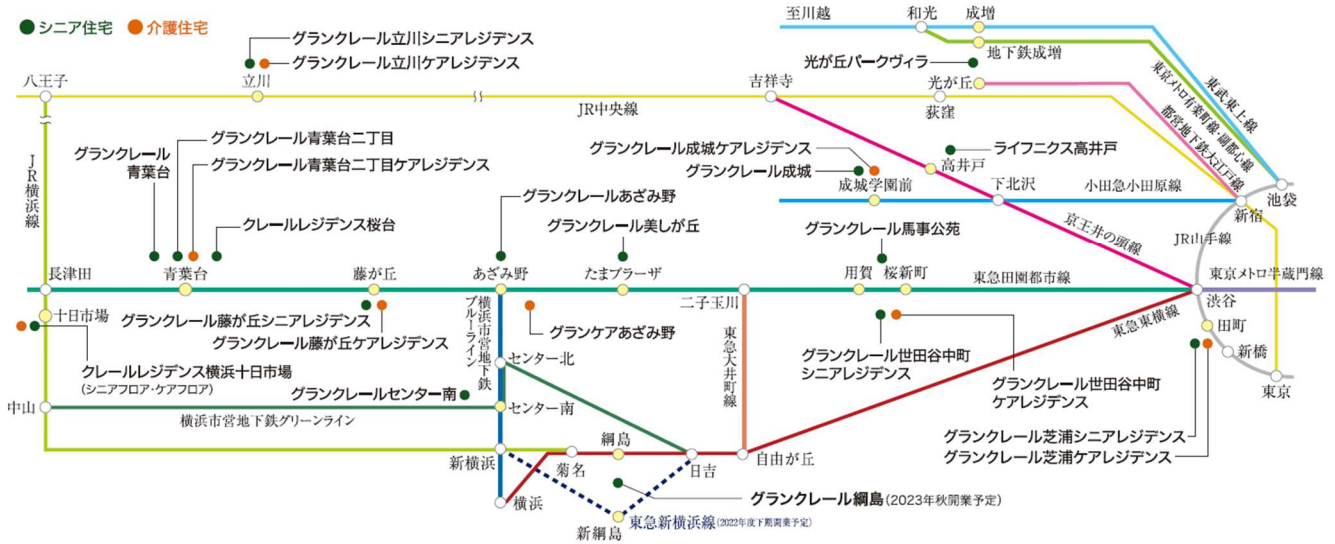 シニア住宅 介護住宅
グランクレール立川シニアレジデンス
グランクレール立川ケアレジデンス
八王子
立川
JR中央線
吉祥寺
荻窪
至川越
和光
成増
地下鉄成増
光が丘パークヴィラ
光が丘
東武東上線
東京メトロ有楽町線・副都心線
都営地下鉄大江戸線
JR横浜線
グランクレール
青葉台
グランクレール青葉台二丁目
グランクレール青葉台二丁目ケアレジデンス
クレールレジデンス桜台
グランクレールあざみ野
グランクレール美しが丘
グランクレール成城ケアレジデンス
グランクレール成城
成城学園前
ライフニクス高井戸
高井戸
下北沢
小田急小田原線
新宿
池袋
京王井の頭線
JR山手線
グランクレール馬事公苑
長津田
青葉台
藤が丘
あざみ野
たまプラーザ
二子玉川
用賀
桜新町
東急田園都市線
東京メトロ半蔵門線
渋谷
十日市場
グランクレール藤が丘シニアレジデンス
グランクレール藤が丘ケアレジデンス
横浜市営地下鉄
ブルーライン
グランケアあざみ野
東急大井町線
東急東横線
田町
新橋
東京
クレールレジデンス横浜十日市場
(シニアフロア・ケアフロア)
センター北
グランクレール世田谷中町
シニアレジデンス
グランクレール世田谷中町
ケアレジデンス
グランクレールセンター南
中山
横浜市営地下鉄グリーンライン
センター南
グランクレール芝浦シニアレジデンス
グランクレール芝浦ケアレジデンス
新横浜
菊名
綱島
日吉
自由が丘
横浜
グランクレール綱島(2023年秋開業予定)
新綱島
東急新横浜線(2022年度下期開業予定)